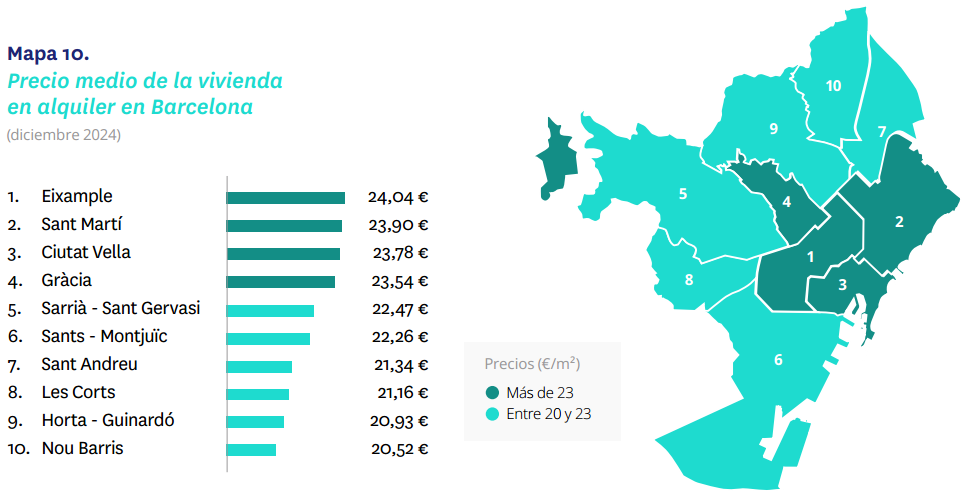 Mapa 10.
Precio medio de la vivienda
en alquiler en Barcelona
(diciembre 2024)
1. Eixample 24,04 €
2. Sant Martí 23,90 €
3. Ciutat Vella 23,78 €
4. Gràcia 23,54 €
5. Sarrià - Sant Gervasi 22,47 €
6. Sants - Montjuïc 22,26 €
7. Sant Andreu 21,34 €
8. Les Corts 21,16 €
9. Horta - Guinardó 20,93 €
10. Nou Barris 20,52 €
10
9
7
5
4
2
1
8
3
6
Precios (€/m²)
Más de 23
Entre 20 y 23